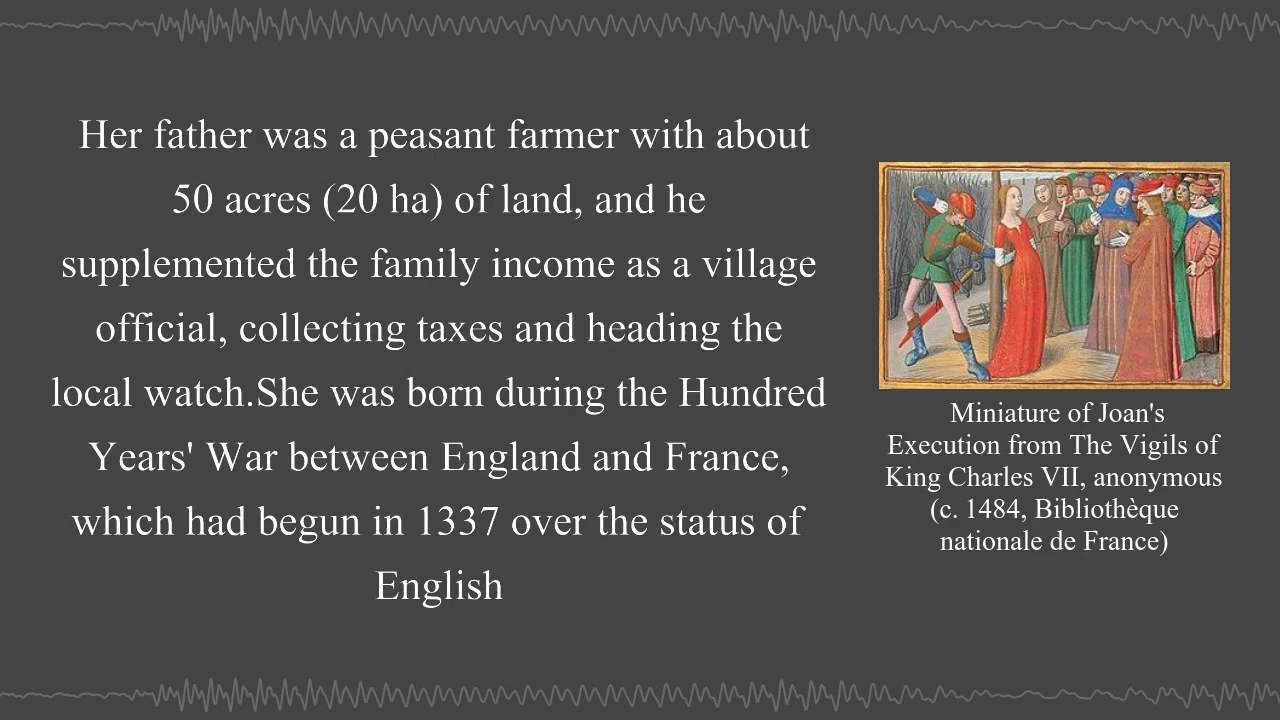 Her father was a peasant farmer with about
50 acres (20 ha) of land, and he
supplemented the family income as a village
official, collecting taxes and heading the
local watch.She was born during the Hundred
Years' War between England and France,
which had begun in 1337 over the status of
English
Miniature of Joan's
Execution from The Vigils of
King Charles VII, anonymous
(c. 1484, Bibliothèque
nationale de France)